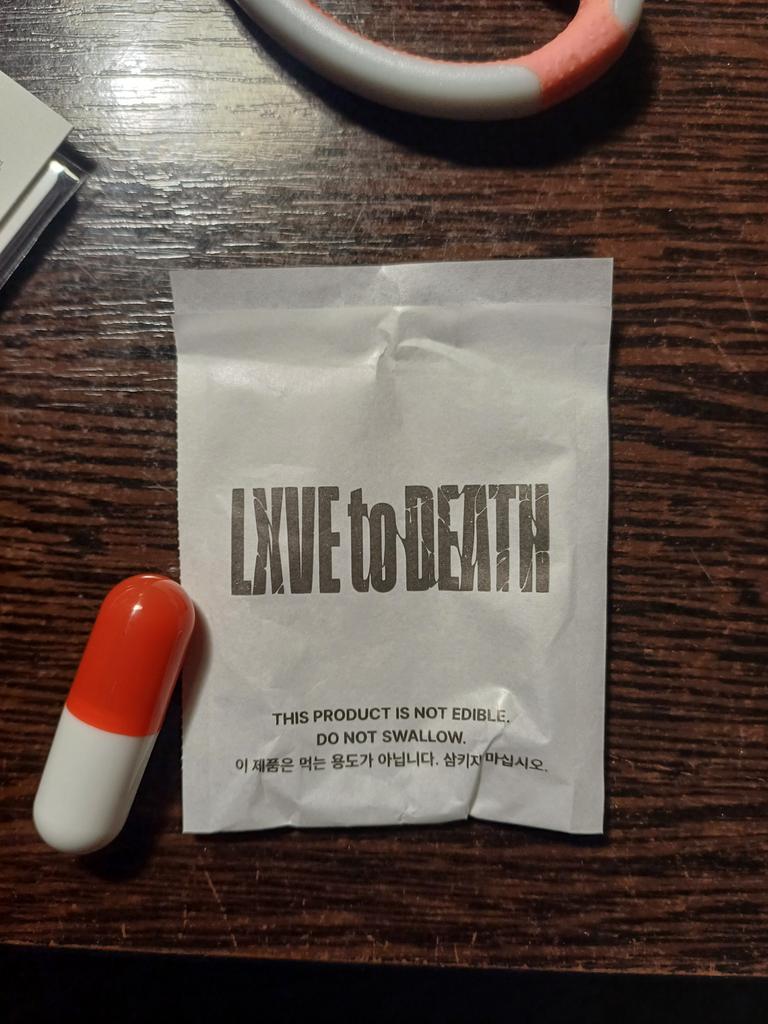 LXVE to DEATH
THIS PRODUCT IS NOT EDIBLE.
DO NOT SWALLOW.
이 제품은 먹는 용도가 아닙니다. 삼키지 마십시오.